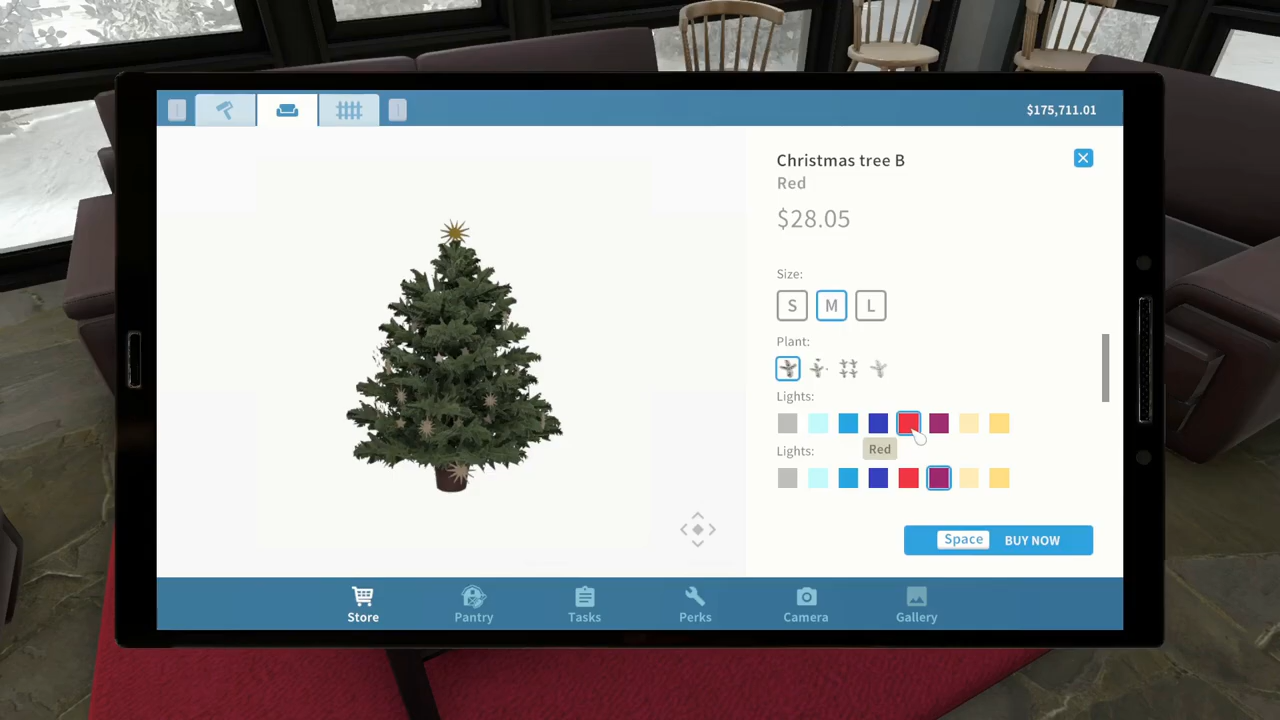 $175,711.01
Christmas tree B
Red
$28.05
Size:
S M L
Plant:
Lights:
Red
Lights:
Space BUY NOW
Store Pantry Tasks Perks Camera Gallery